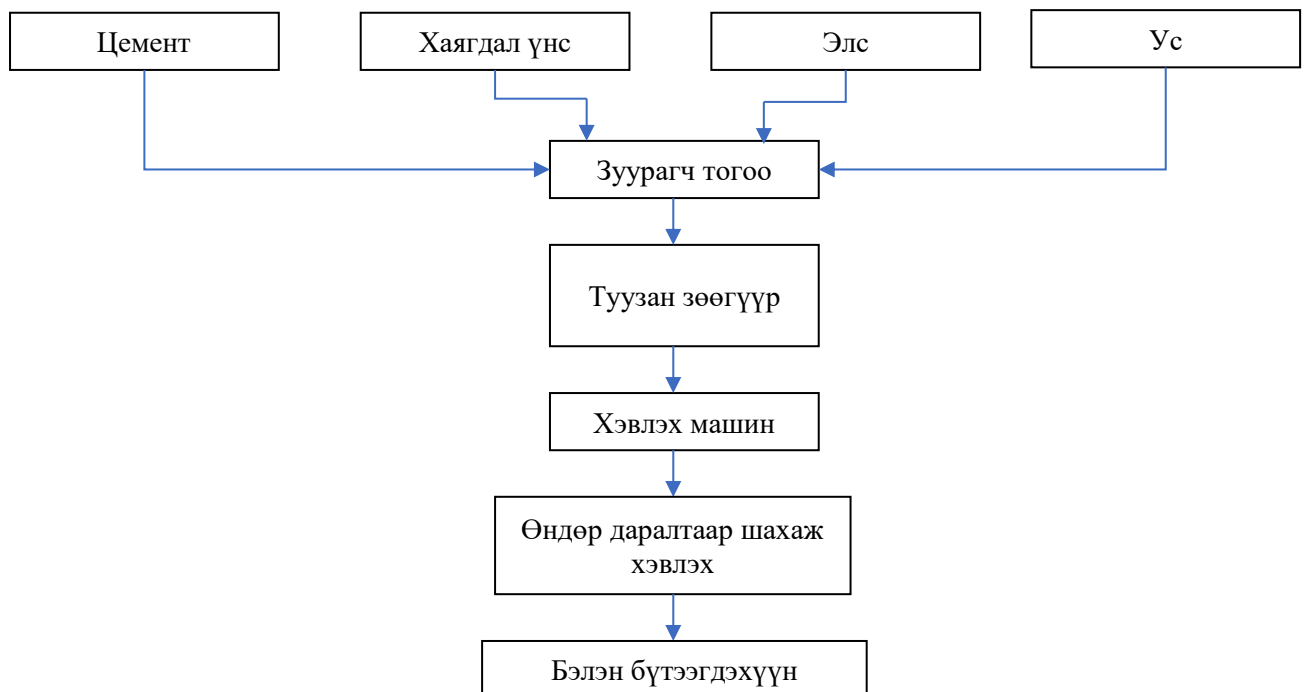 Цемент
Хаягдал үнс
Элс
Ус
Зуурагч тогоо
Туузан зөөгүүр
Хэвлэх машин
Өндөр даралтаар шахаж
хэвлэх
Бэлэн бүтээгдэхүүн